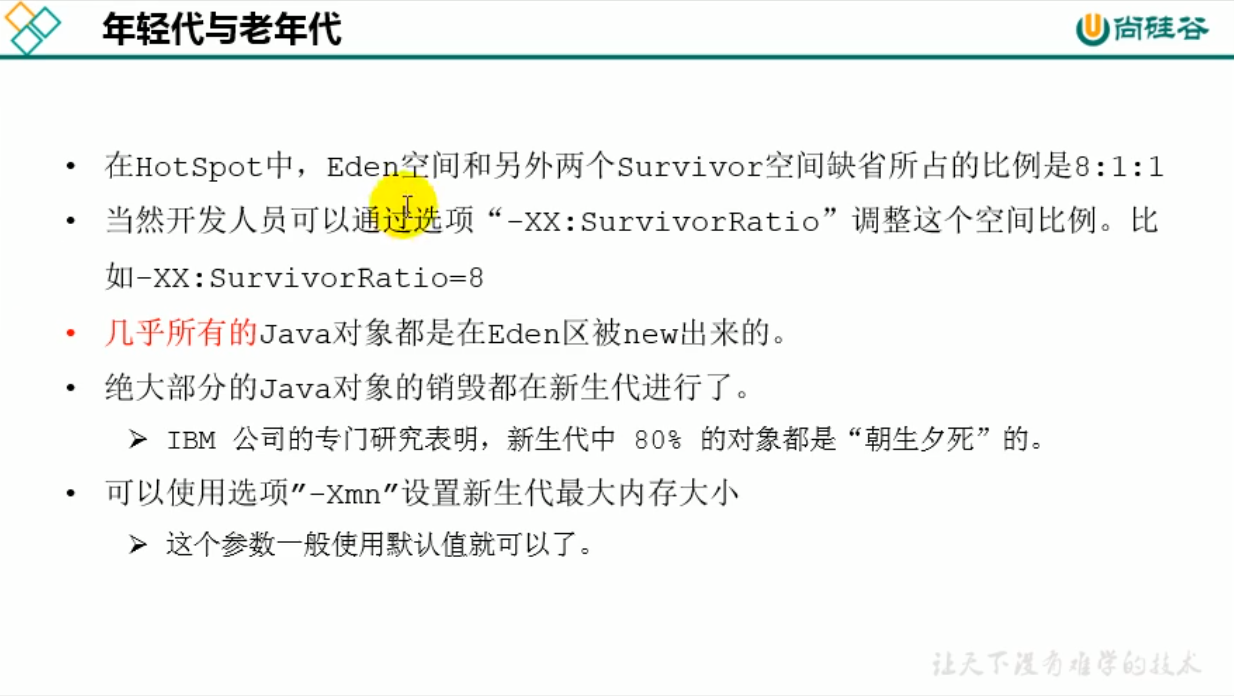 年轻代与老年代
尚硅谷
• 在HotSpot中，Eden空间和另外两个Survivor空间缺省所占的比例是8:1:1
• 当然开发人员可以通过选项“-XX:SurvivorRatio”调整这个空间比例。比
如-XX:SurvivorRatio=8
• 几乎所有的Java对象都是在Eden区被new出来的。
• 绝大部分的Java对象的销毁都在新生代进行了。
➢ IBM 公司的专门研究表明，新生代中 80% 的对象都是“朝生夕死”的。
• 可以使用选项"-Xmn"设置新生代最大内存大小
➢ 这个参数一般使用默认值就可以了。
让天下没有难学的技术